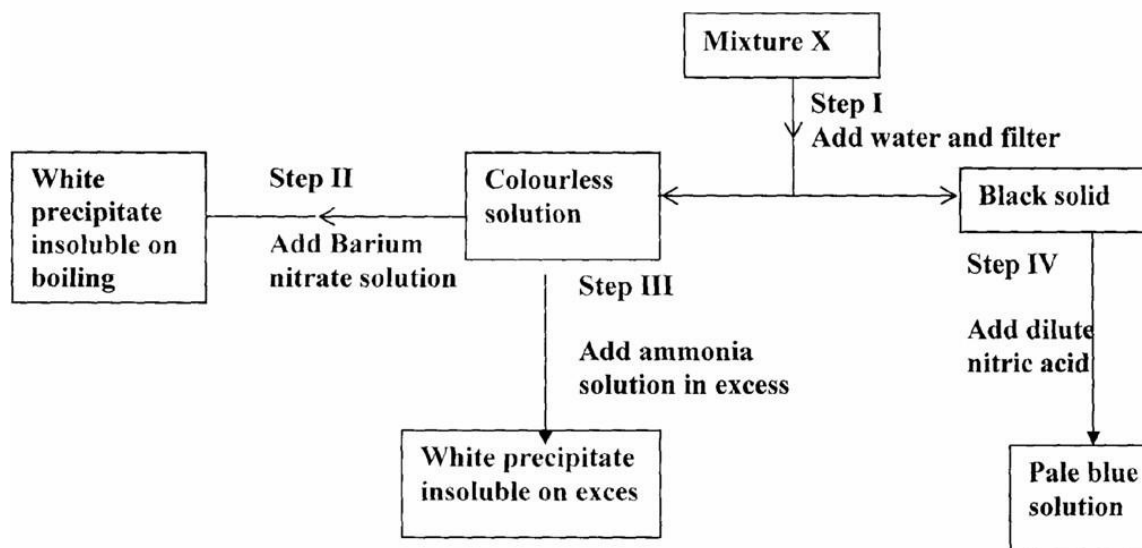 Mixture X
Step I
Add water and filter
White
precipitate
insoluble on
boiling
Step II
Add Barium
nitrate solution
Colourless
solution
Black solid
Step III
Add ammonia
solution in excess
Step IV
Add dilute
nitric acid
White precipitate
insoluble on exces
Pale blue
solution